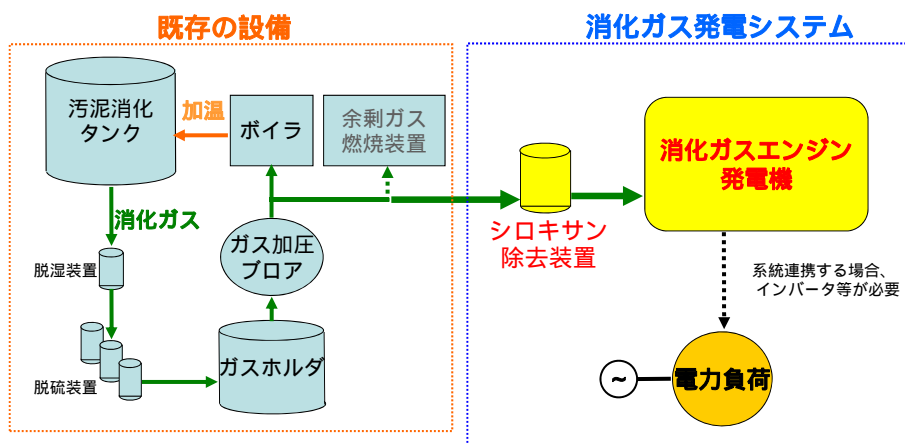 既存の設備
消化ガス発電システム
汚泥消化
タンク
加温
ボイラ
余剰ガス
燃焼装置
消化ガスエンジン
発電機
消化ガス
シロキサン
除去装置
脱湿装置
ガス加圧
ブロア
系統連携する場合、
インバータ等が必要
ガスホルダ
脱硫装置
~
電力負荷